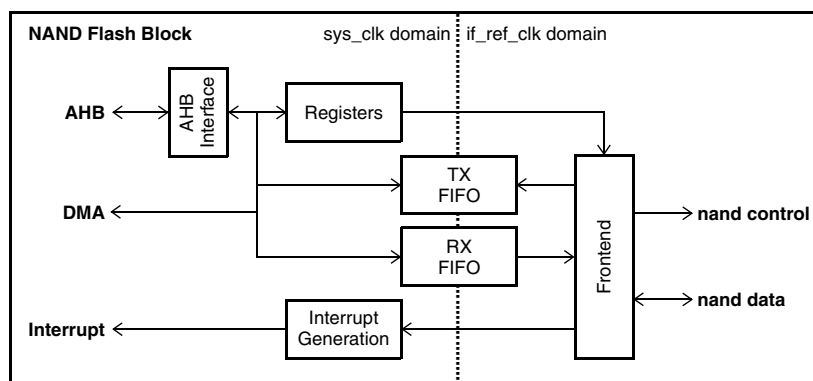 NAND Flash Block
sys_clk domain
if_ref_clk domain
AHB
AHB
Interface
Registers
TX
FIFO
DMA
RX
FIFO
Frontend
nand control
nand data
Interrupt
Interrupt
Generation